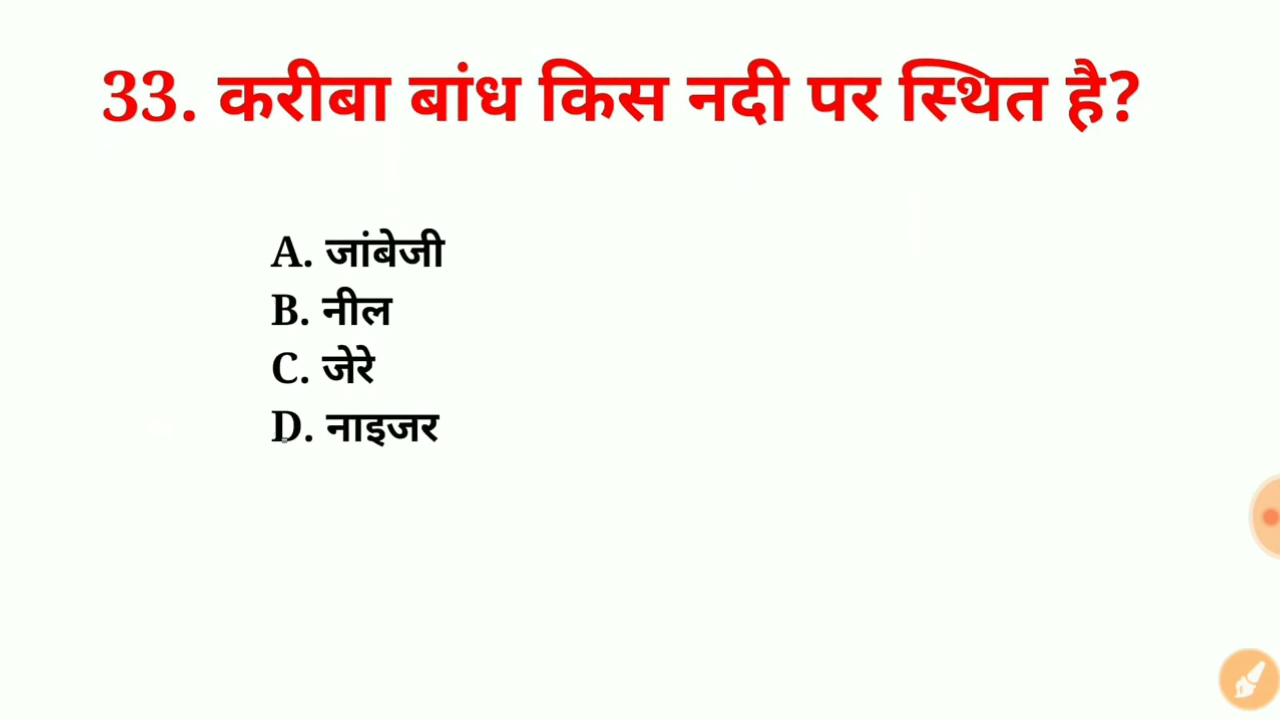 33. करीबा बांध किस नदी पर स्थित है?
A. जांबेजी
B. नील
C. जेरे
D. नाइजर